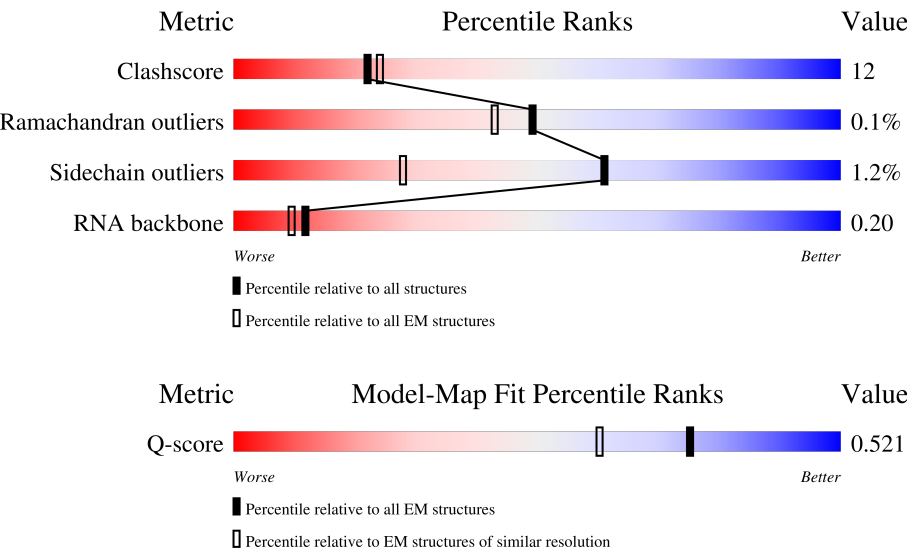 Metric Percentile Ranks Value
Clashscore 12
Ramachandran outliers 0.1%
Sidechain outliers 1.2%
RNA backbone 0.20
Worse Better
Percentile relative to all structures
Percentile relative to all EM structures
Metric Model-Map Fit Percentile Ranks Value
Q-score 0.521
Worse Better
Percentile relative to all EM structures
Percentile relative to EM structures of similar resolution